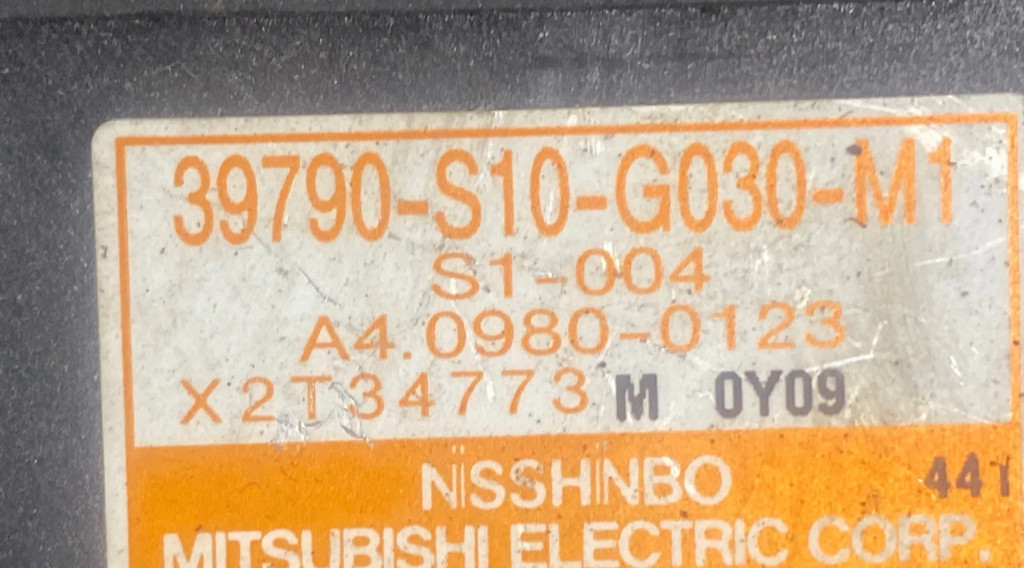 39790-S10-G030-M1
S1-004
A4.0980-0123
X2T34773 M 0Y09
NISSHINBO 441
MITSUBISHI ELECTRIC CORP.